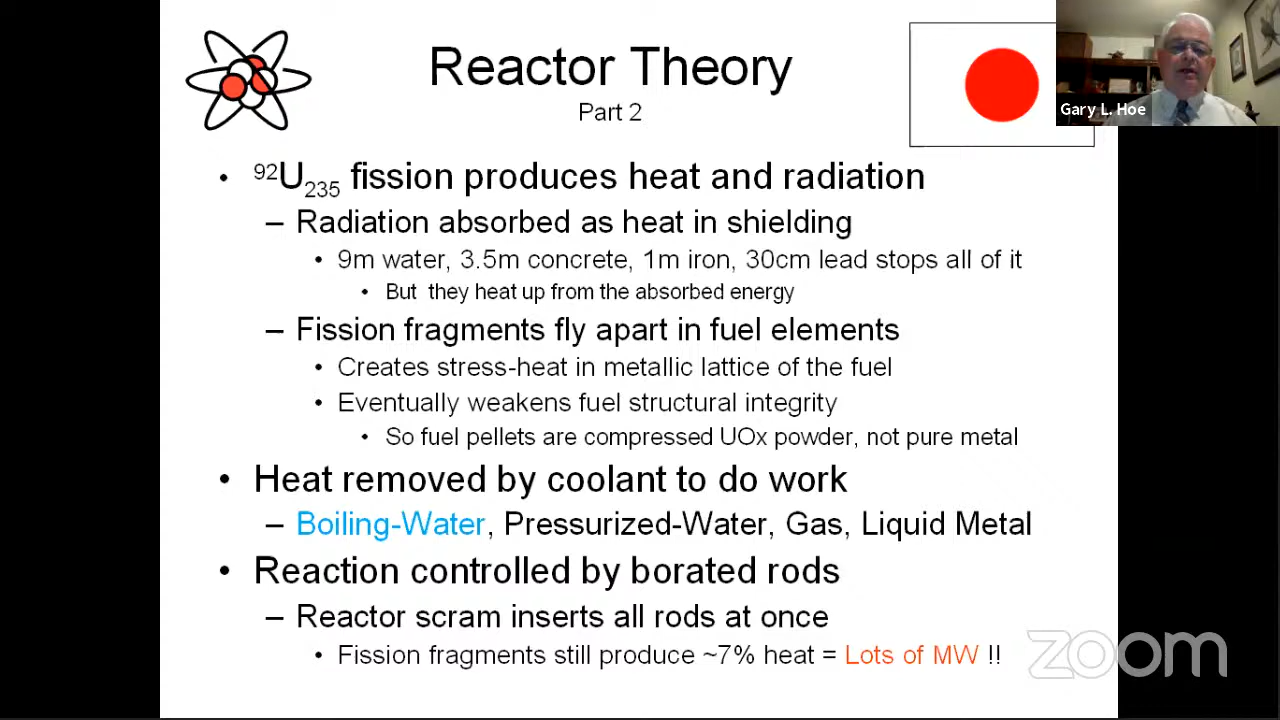 Reactor Theory
Part 2
Gary L. Hoe
• ⁹²U₂₃₅ fission produces heat and radiation
– Radiation absorbed as heat in shielding
• 9m water, 3.5m concrete, 1m iron, 30cm lead stops all of it
• But they heat up from the absorbed energy
– Fission fragments fly apart in fuel elements
• Creates stress-heat in metallic lattice of the fuel
• Eventually weakens fuel structural integrity
• So fuel pellets are compressed UOx powder, not pure metal
• Heat removed by coolant to do work
– Boiling-Water, Pressurized-Water, Gas, Liquid Metal
• Reaction controlled by borated rods
– Reactor scram inserts all rods at once
• Fission fragments still produce ~7% heat = Lots of MW !!
zoom